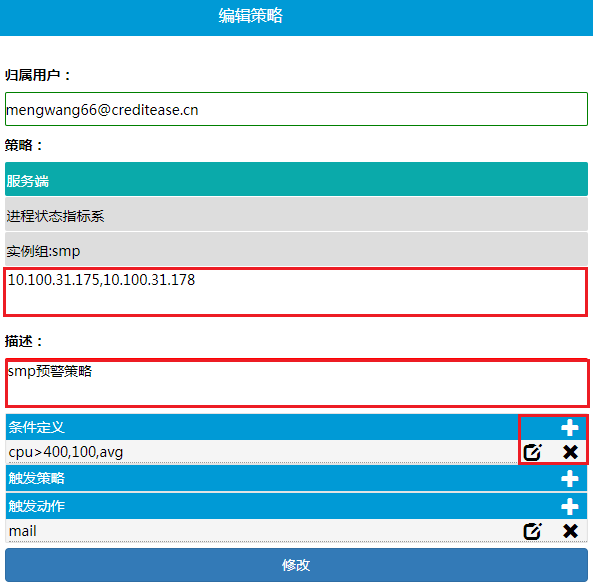 编辑策略
归属用户：
mengwang66@creditease.cn
策略：
服务端
进程状态指标系
实例组:smp
10.100.31.175,10.100.31.178
描述：
smp预警策略
条件定义
cpu>400,100,avg
触发策略
触发动作
mail
修改